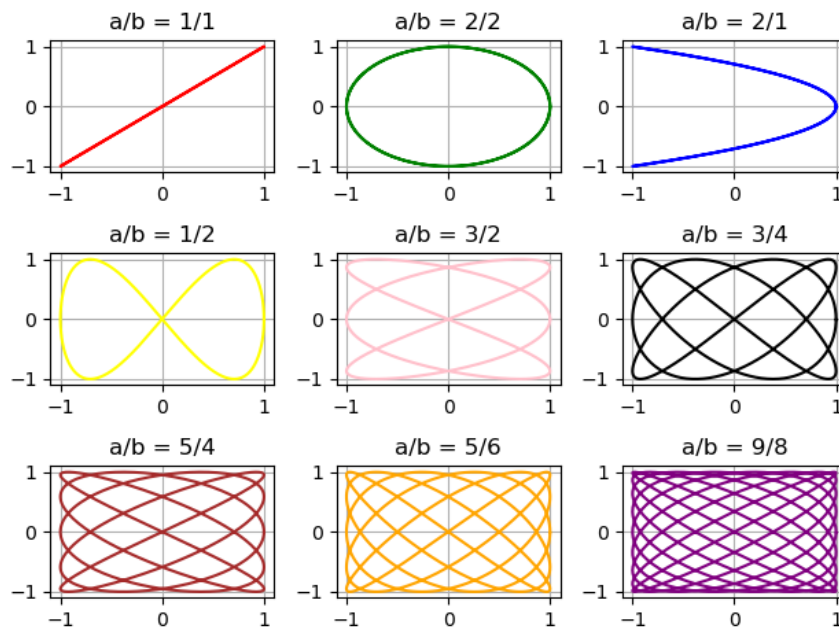 a/b = 1/1
a/b = 2/2
a/b = 2/1
1
0
−1
−1 0 1
1
0
−1
−1 0 1
1
0
−1
−1 0 1
a/b = 1/2
a/b = 3/2
a/b = 3/4
1
0
−1
−1 0 1
1
0
−1
−1 0 1
1
0
−1
−1 0 1
a/b = 5/4
a/b = 5/6
a/b = 9/8
1
0
−1
−1 0 1
1
0
−1
−1 0 1
1
0
−1
−1 0 1